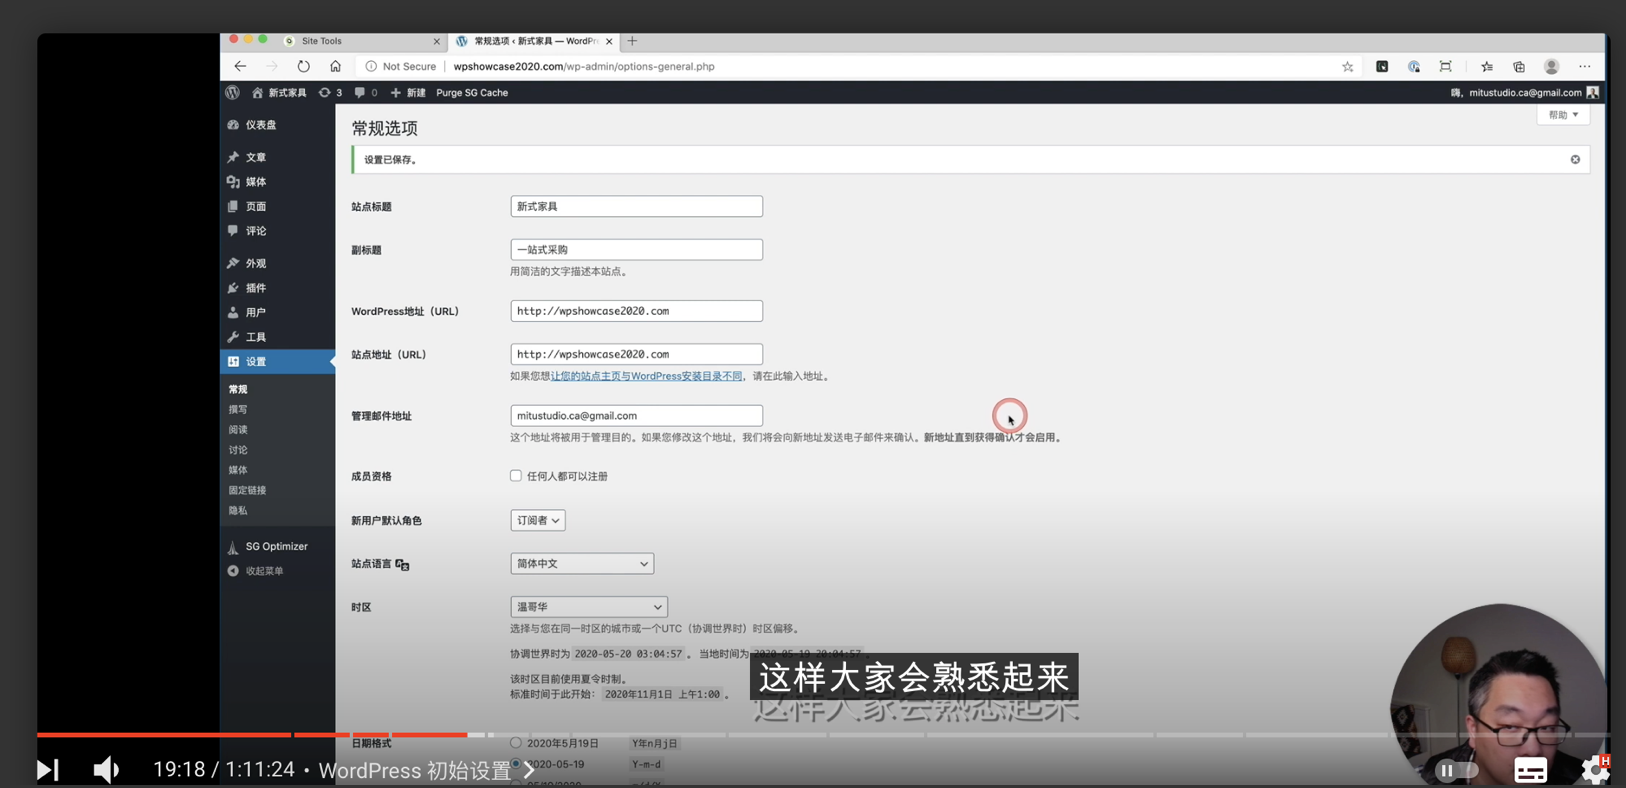 Site Tools
常规选项 ‹ 新式家具 — WordPr
Not Secure wpshowcase2020.com/wp-admin/options-general.php
新式家具 3 0 新建 Purge SG Cache 嗨，mitustudio.ca@gmail.com
帮助
仪表盘
文章
媒体
页面
评论
外观
插件
用户
工具
设置
常规
撰写
阅读
讨论
媒体
固定链接
隐私
SG Optimizer
收起菜单
常规选项
设置已保存。
站点标题 新式家具
副标题 一站式采购
用简洁的文字描述本站点。
WordPress地址（URL） http://wpshowcase2020.com
站点地址（URL） http://wpshowcase2020.com
如果您想让您的站点主页与WordPress安装目录不同，请在此输入地址。
管理邮件地址 mitustudio.ca@gmail.com
这个地址将被用于管理目的。如果您修改这个地址，我们将会向新地址发送电子邮件来确认。新地址直到获得确认才会启用。
成员资格 任何人都可以注册
新用户默认角色 订阅者
站点语言 简体中文
时区 温哥华
选择与您在同一时区的城市或一个UTC（协调世界时）时区偏移。
协调世界时为 2020-05-20 03:04:57 。 当地时间为 2020-05-19 20:04:57 。
该时区目前使用夏令时制。
标准时间于此开始： 2020年11月1日 上午1:00 。
这样大家会熟悉起来
这样大家会熟悉起来
日期格式 2020年5月19日 Y年n月j日
2020-05-19 Y-m-d
19:18 / 1:11:24 • WordPress 初始设置
H